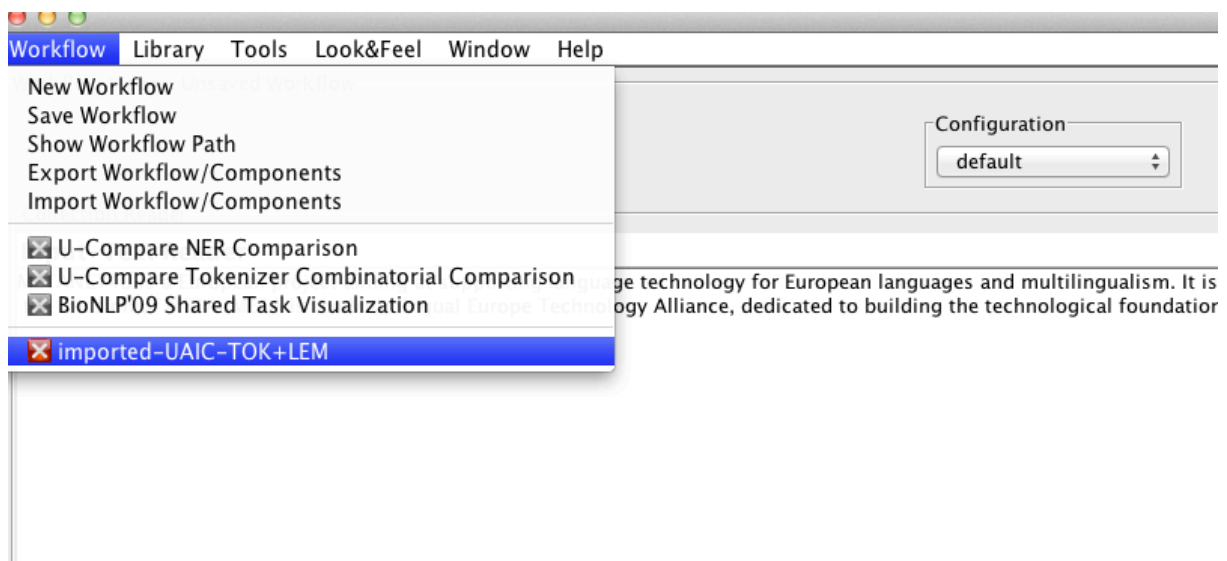 Workflow Library Tools Look&Feel Window Help
New Workflow
Save Workflow
Show Workflow Path
Export Workflow/Components
Import Workflow/Components
U-Compare NER Comparison
U-Compare Tokenizer Combinatorial Comparison
BioNLP'09 Shared Task Visualization
imported-UAIC-TOK+LEM
Configuration
default
ge technology for European languages and multilingualism. It is
ogy Alliance, dedicated to building the technological foundation